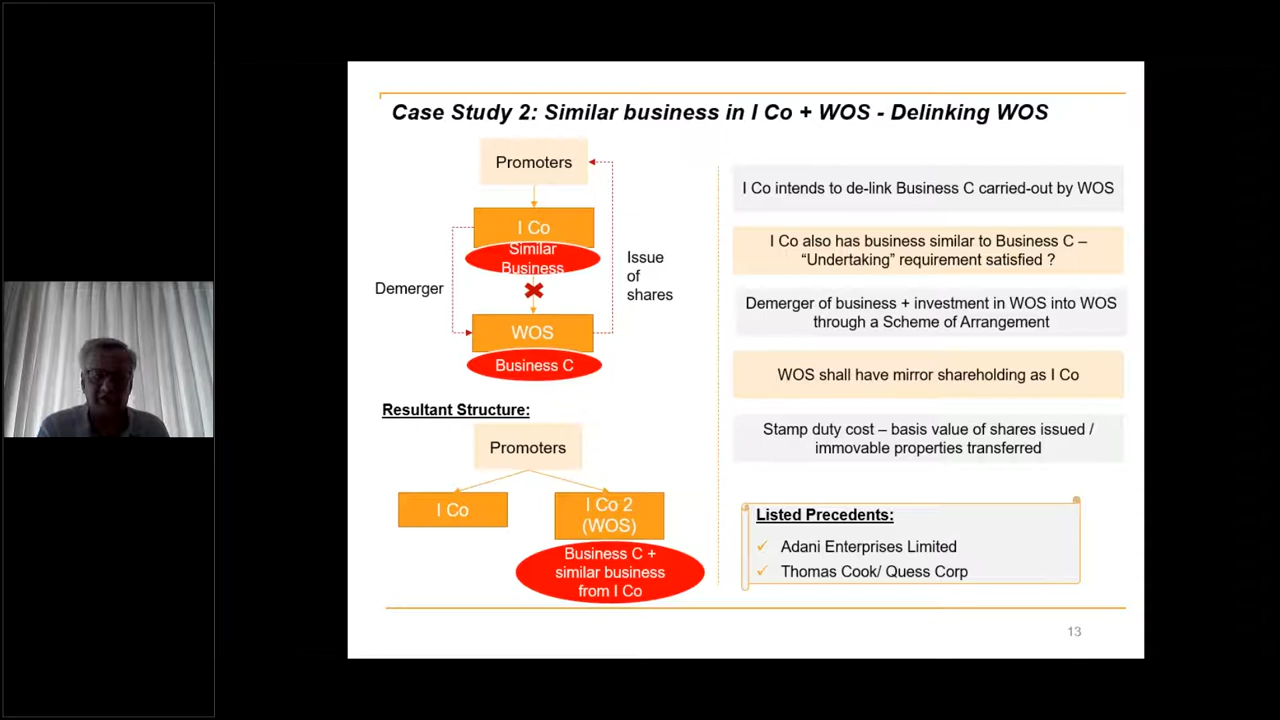 Case Study 2: Similar business in I Co + WOS - Delinking WOS
Promoters
I Co
Similar
Business
Demerger
Issue
of
shares
WOS
Business C
Resultant Structure:
Promoters
I Co
I Co 2
(WOS)
Business C +
similar business
from I Co
I Co intends to de-link Business C carried-out by WOS
I Co also has business similar to Business C –
“Undertaking” requirement satisfied ?
Demerger of business + investment in WOS into WOS
through a Scheme of Arrangement
WOS shall have mirror shareholding as I Co
Stamp duty cost – basis value of shares issued /
immovable properties transferred
Listed Precedents:
✓ Adani Enterprises Limited
✓ Thomas Cook/ Quess Corp
13